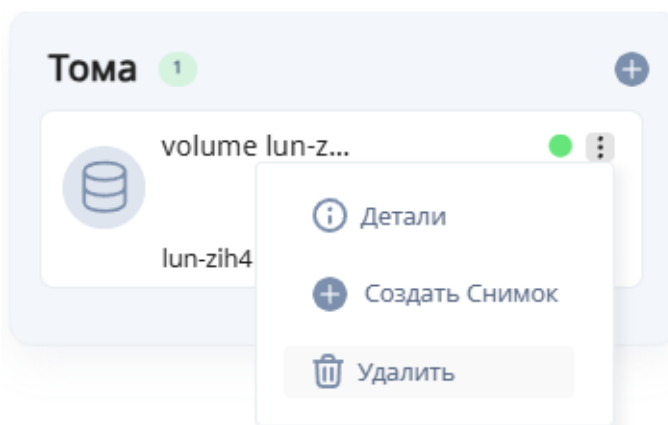 Тома 1
volume lun-z...
Детали
lun-zih4
Создать Снимок
Удалить